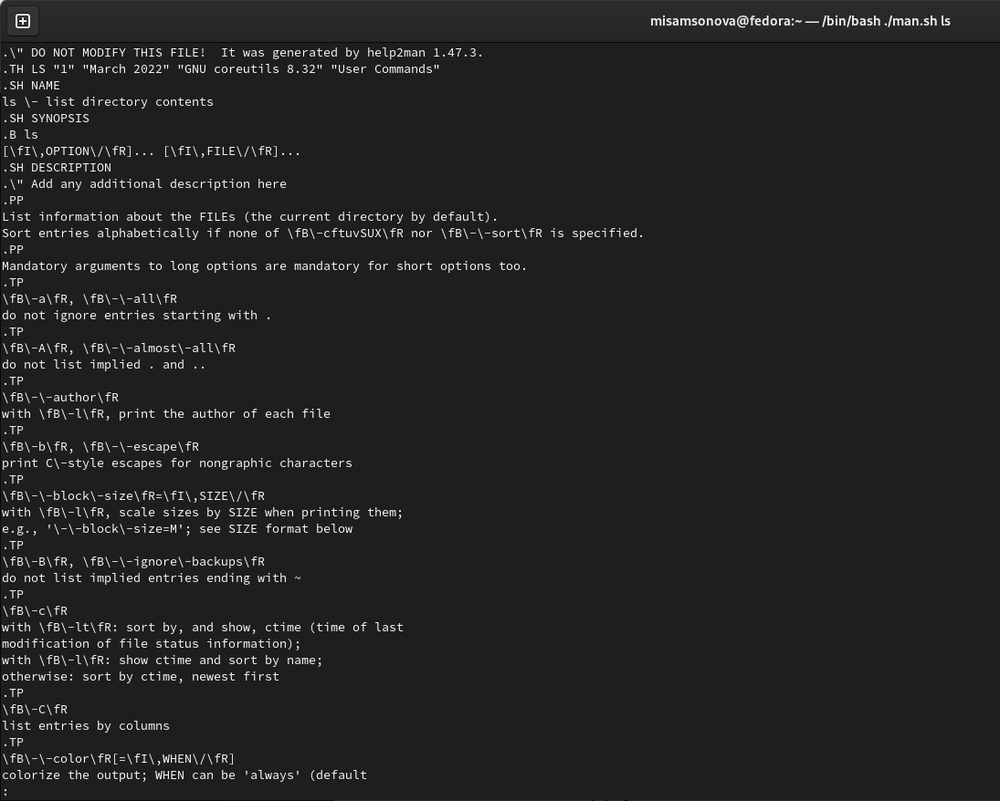 misamsonova@fedora:~ — /bin/bash ./man.sh ls
.\" DO NOT MODIFY THIS FILE!  It was generated by help2man 1.47.3.
.TH LS "1" "March 2022" "GNU coreutils 8.32" "User Commands"
.SH NAME
ls \- list directory contents
.SH SYNOPSIS
.B ls
[\fI\,OPTION\/\fR]... [\fI\,FILE\/\fR]...
.SH DESCRIPTION
.\" Add any additional description here
.PP
List information about the FILEs (the current directory by default).
Sort entries alphabetically if none of \fB\-cftuvSUX\fR nor \fB\-\-sort\fR is specified.
.PP
Mandatory arguments to long options are mandatory for short options too.
.TP
\fB\-a\fR, \fB\-\-all\fR
do not ignore entries starting with .
.TP
\fB\-A\fR, \fB\-\-almost\-all\fR
do not list implied . and ..
.TP
\fB\-\-author\fR
with \fB\-l\fR, print the author of each file
.TP
\fB\-b\fR, \fB\-\-escape\fR
print C\-style escapes for nongraphic characters
.TP
\fB\-\-block\-size\fR=\fI\,SIZE\/\fR
with \fB\-l\fR, scale sizes by SIZE when printing them;
e.g., '\-\-block\-size=M'; see SIZE format below
.TP
\fB\-B\fR, \fB\-\-ignore\-backups\fR
do not list implied entries ending with ~
.TP
\fB\-c\fR
with \fB\-lt\fR: sort by, and show, ctime (time of last
modification of file status information);
with \fB\-l\fR: show ctime and sort by name;
otherwise: sort by ctime, newest first
.TP
\fB\-C\fR
list entries by columns
.TP
\fB\-\-color\fR[=\fI\,WHEN\/\fR]
colorize the output; WHEN can be 'always' (default
: